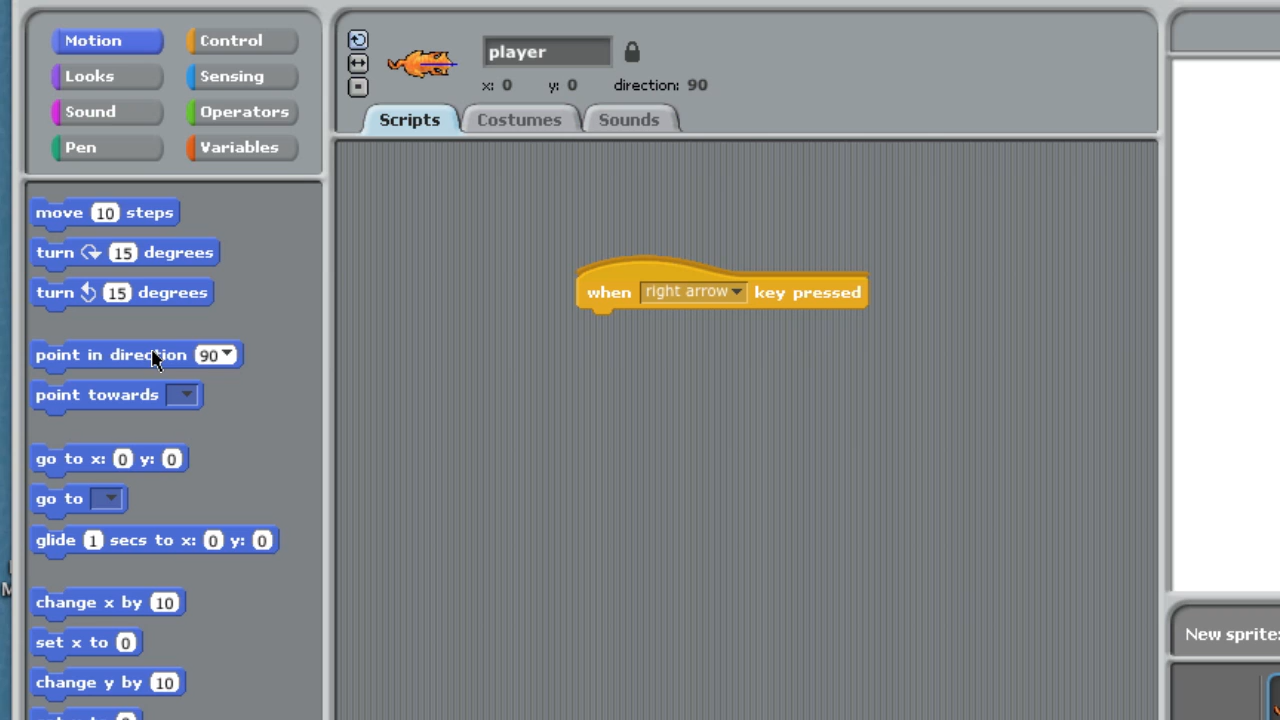 Motion
Control
Looks
Sensing
Sound
Operators
Pen
Variables
player
x: 0 y: 0 direction: 90
Scripts
Costumes
Sounds
move 10 steps
turn 15 degrees
turn 15 degrees
point in direction 90
point towards
go to x: 0 y: 0
go to
glide 1 secs to x: 0 y: 0
change x by 10
set x to 0
change y by 10
when right arrow key pressed
New sprite: